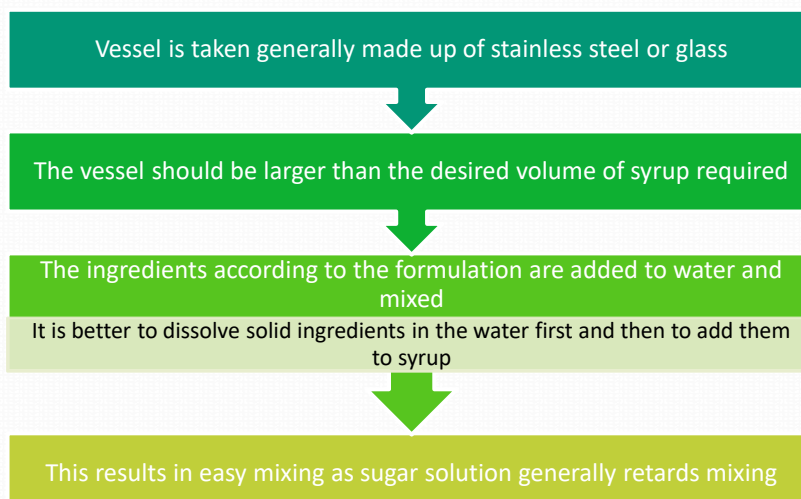 Vessel is taken generally made up of stainless steel or glass
The vessel should be larger than the desired volume of syrup required
The ingredients according to the formulation are added to water and
mixed
It is better to dissolve solid ingredients in the water first and then to add them
to syrup
This results in easy mixing as sugar solution generally retards mixing